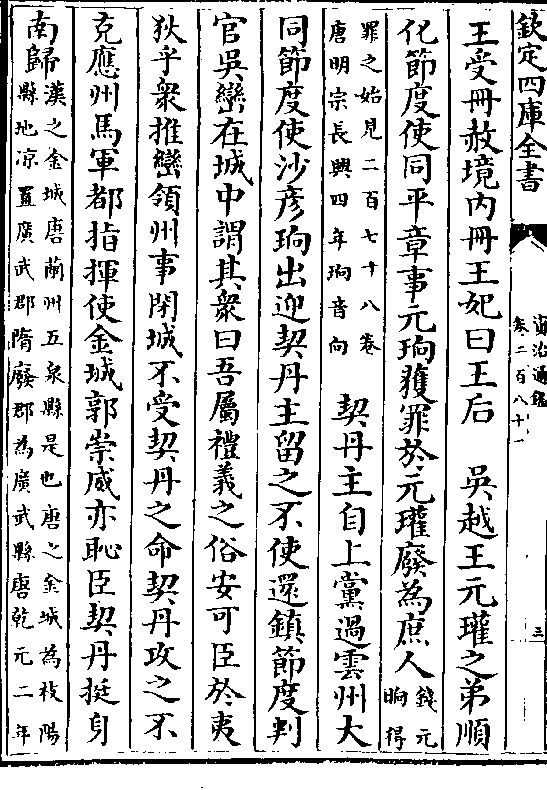 欽定四庫全書
資治通鑑
卷二百八十一
三
王受冊赦境内冊王妃曰王后　吳越王元瓘之弟順
化節度使同平章事元珦獲罪於元瓘廢為庶人錢元珦得
罪之始見二百七十八卷唐明宗長興四年珦音向　契丹主自上黨過雲州大
同節度使沙彦珣出迎契丹主留之不使還鎮節度判
官吳巒在城中謂其衆曰吾屬禮義之俗安可臣於夷
狄乎衆推巒領州事閉城不受契丹之命契丹攻之不
克應州馬軍都指揮使金城郭崇威亦恥臣契丹挺身
南歸漢之金城唐蘭州五泉縣是也唐之金城為枝陽縣地凉置廣武郡隋廢郡為廣武縣唐乾元二年